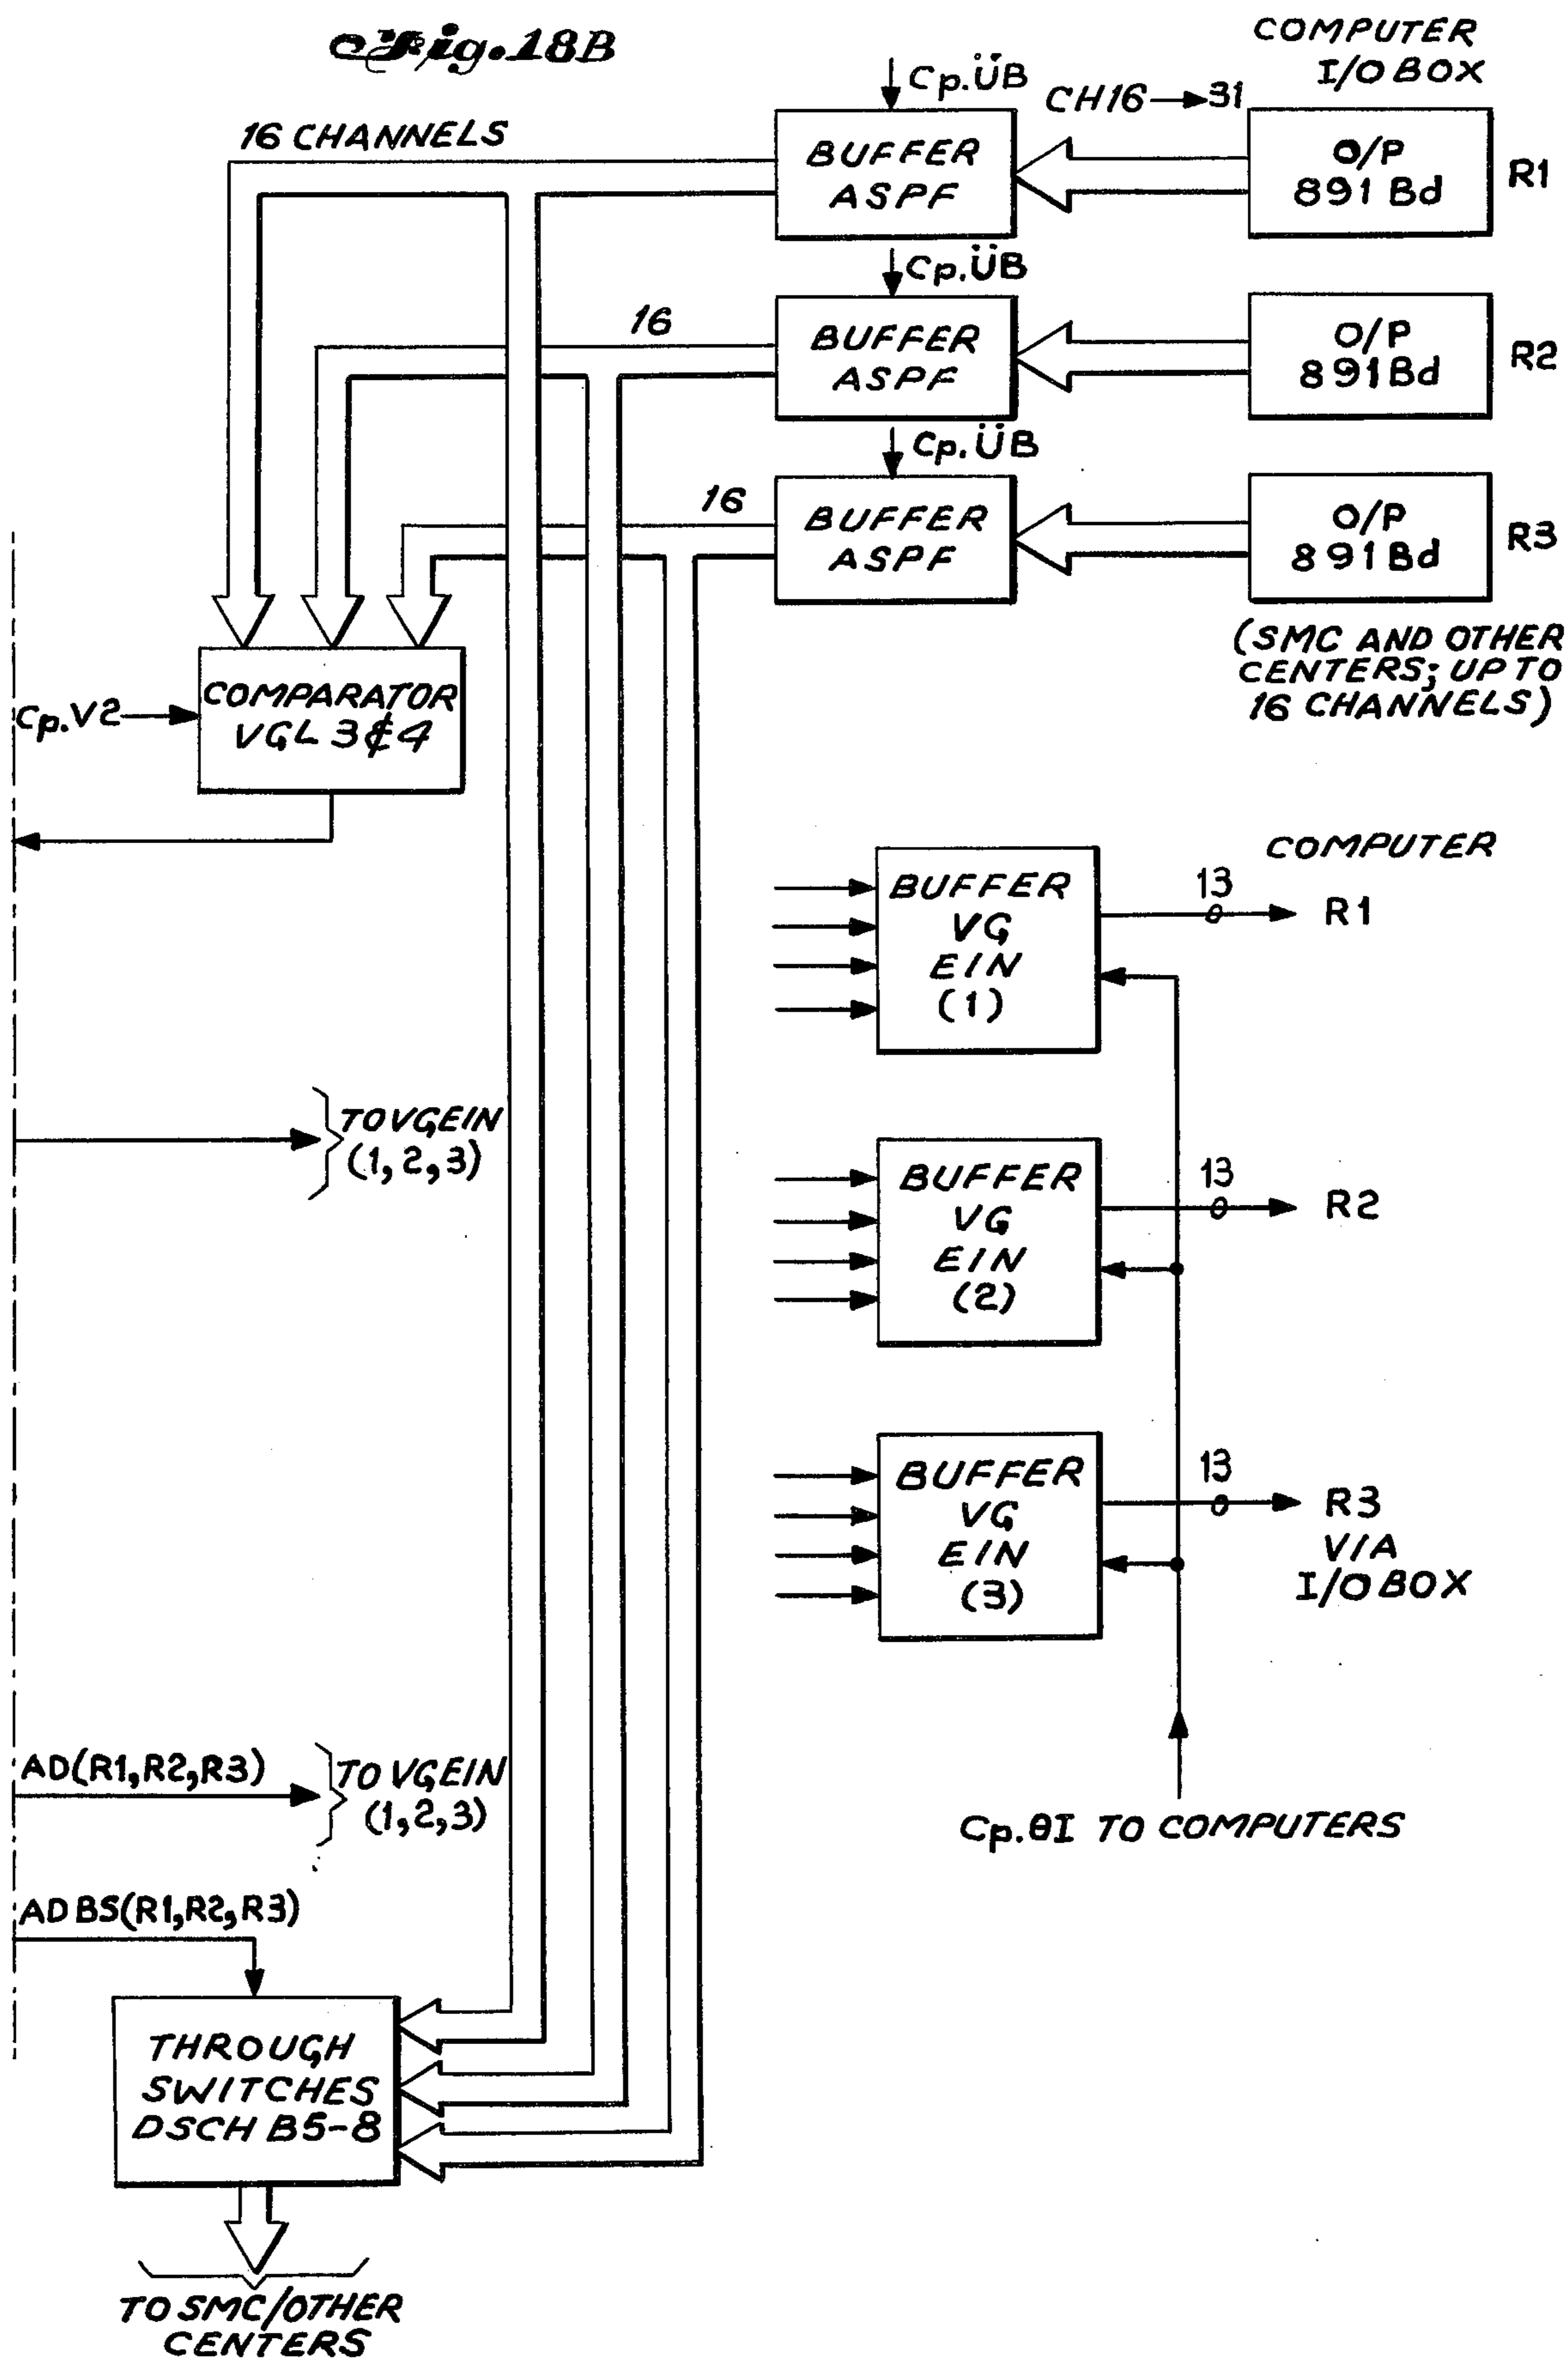 Fig. 18B
COMPUTER
I/O BOX
Cp.ÜB
CH16→31
16 CHANNELS
BUFFER
ASPF
O/P
891 Bd
R1
Cp.ÜB
16
BUFFER
ASPF
O/P
891 Bd
R2
Cp.ÜB
16
BUFFER
ASPF
O/P
891 Bd
R3
(SMC AND OTHER
CENTERS; UP TO
16 CHANNELS)
Cp.V2
COMPARATOR
VGL 3&4
COMPUTER
BUFFER
VG
EIN
(1)
13
R1
TO VGEIN
(1,2,3)
BUFFER
VG
EIN
(2)
13
R2
BUFFER
VG
EIN
(3)
13
R3
VIA
I/O BOX
AD(R1,R2,R3)
TO VGEIN
(1,2,3)
Cp.θI TO COMPUTERS
ADBS(R1,R2,R3)
THROUGH
SWITCHES
DSCH B5-8
TO SMC/OTHER
CENTERS